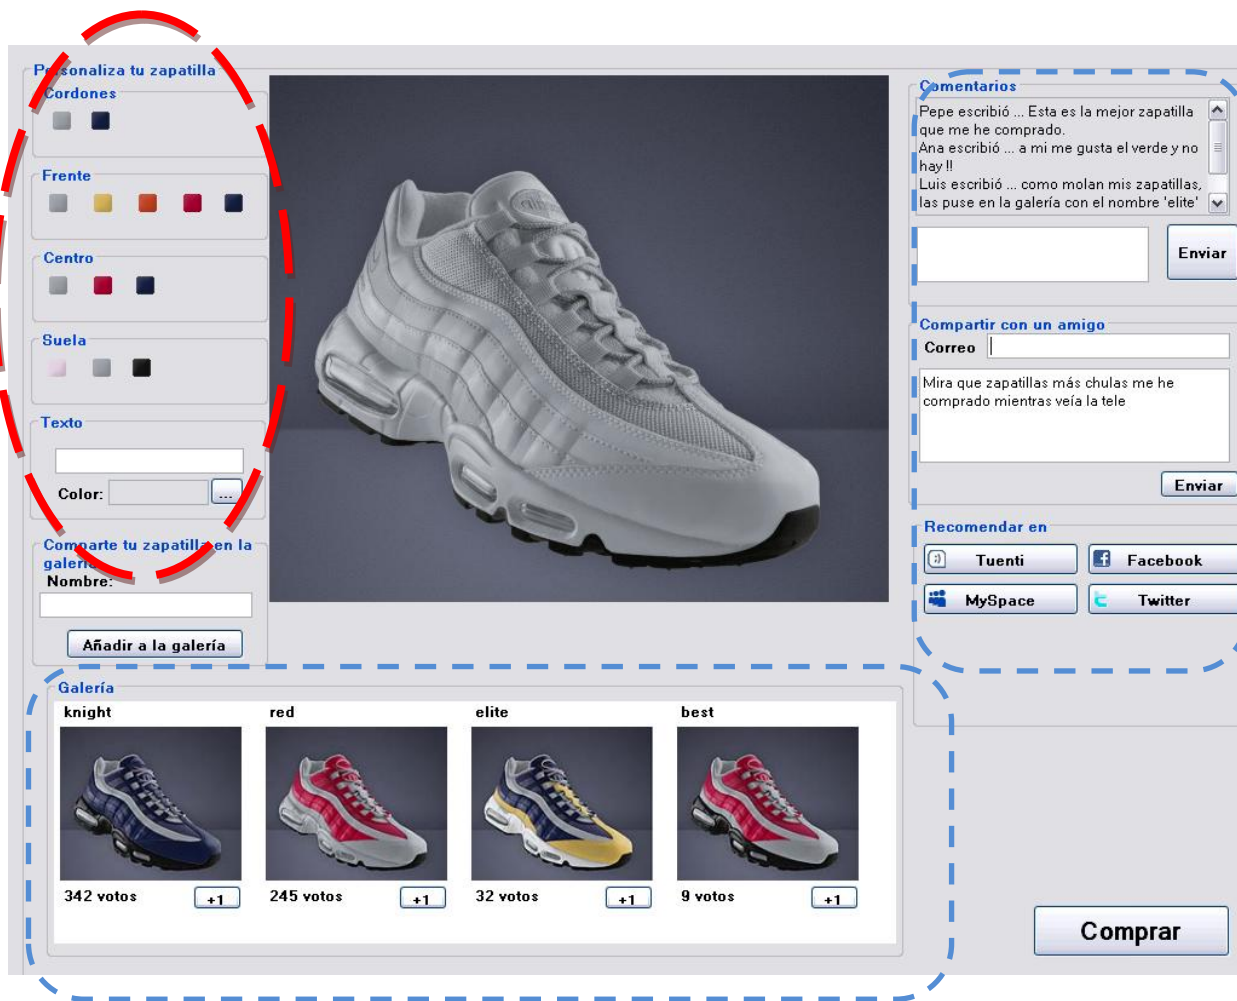 Personaliza tu zapatilla
Cordones
Frente
Centro
Suela
Texto
Color:
...
Comparte tu zapatilla en la
galería
Nombre:
Añadir a la galería
Comentarios
Pepe escribió ... Esta es la mejor zapatilla
que me he comprado.
Ana escribió ... a mi me gusta el verde y no
hay !!
Luis escribió ... como molan mis zapatillas,
las puse en la galería con el nombre 'elite'
Enviar
Compartir con un amigo
Correo
Mira que zapatillas más chulas me he
comprado mientras veía la tele
Enviar
Recomendar en
Tuenti
Facebook
MySpace
Twitter
Galería
knight
red
elite
best
342 votos
+1
245 votos
+1
32 votos
+1
9 votos
+1
Comprar